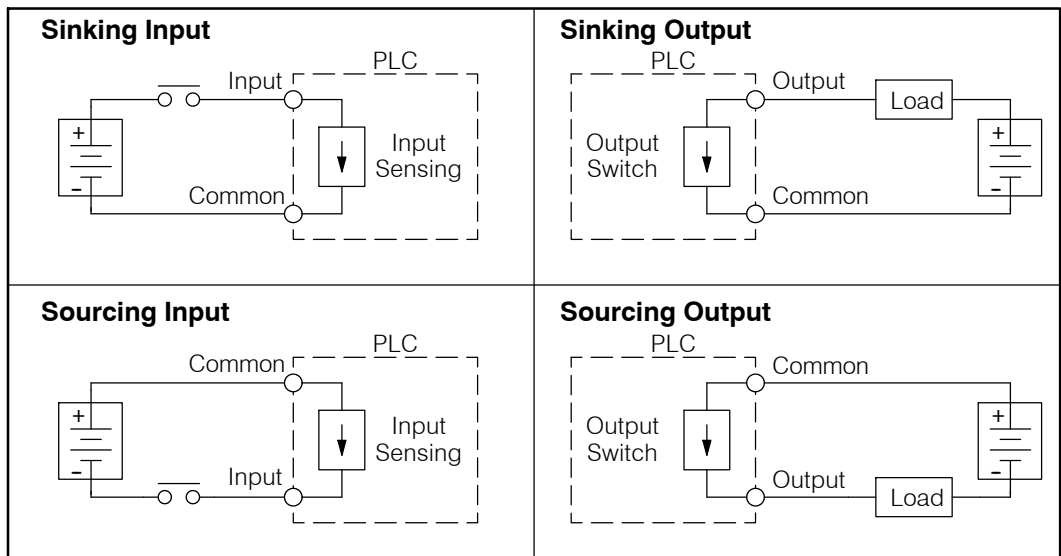 Sinking Input
PLC
Input
+
Input
Sensing
-
Common
Sinking Output
PLC
Output
Load
+
Output
Switch
-
Common
Sourcing Input
PLC
Common
+
Input
Sensing
-
Input
Sourcing Output
PLC
Common
+
Output
Switch
-
Output
Load